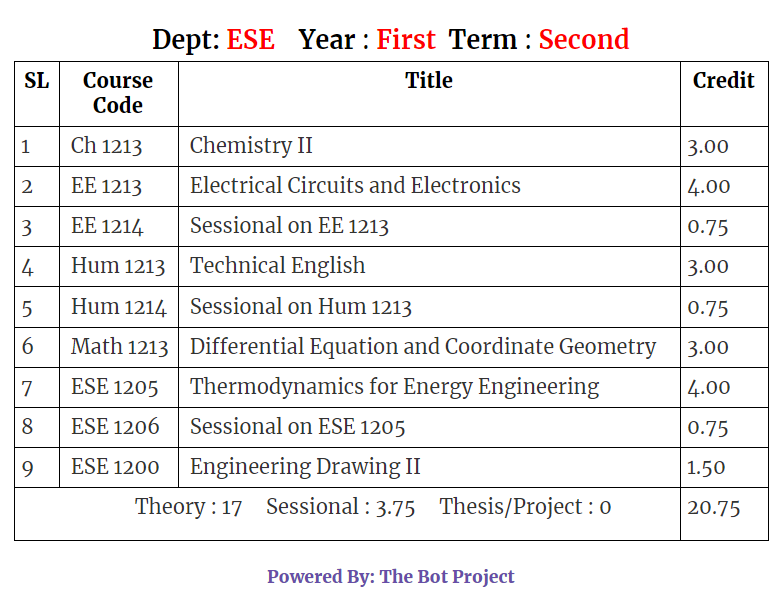 Dept: ESE Year : First Term : Second
SL Course Code Title Credit
1 Ch 1213 Chemistry II 3.00
2 EE 1213 Electrical Circuits and Electronics 4.00
3 EE 1214 Sessional on EE 1213 0.75
4 Hum 1213 Technical English 3.00
5 Hum 1214 Sessional on Hum 1213 0.75
6 Math 1213 Differential Equation and Coordinate Geometry 3.00
7 ESE 1205 Thermodynamics for Energy Engineering 4.00
8 ESE 1206 Sessional on ESE 1205 0.75
9 ESE 1200 Engineering Drawing II 1.50
Theory : 17 Sessional : 3.75 Thesis/Project : 0 20.75
Powered By: The Bot Project